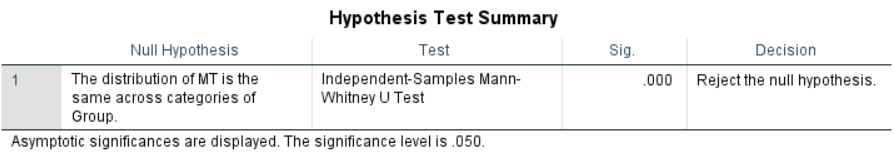 Hypothesis Test Summary
Null Hypothesis Test Sig. Decision
1 The distribution of MT is the same across categories of Group. Independent-Samples Mann-Whitney U Test .000 Reject the null hypothesis.
Asymptotic significances are displayed. The significance level is .050.